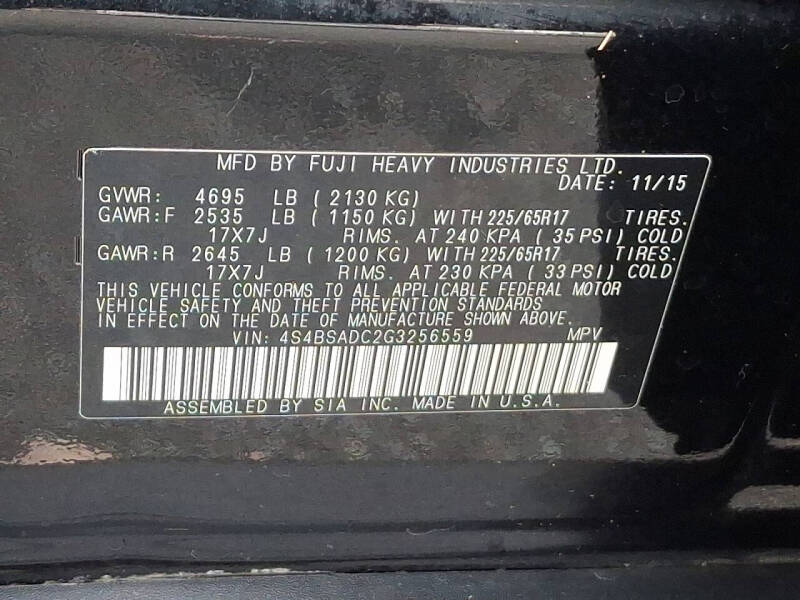 MFD BY FUJI HEAVY INDUSTRIES LTD.
DATE: 11/15
GVWR: 4695 LB ( 2130 KG)
GAWR:F 2535 LB ( 1150 KG) WITH 225/65R17 TIRES.
17X7J RIMS. AT 240 KPA ( 35 PSI) COLD
GAWR:R 2645 LB ( 1200 KG) WITH 225/65R17 TIRES.
17X7J RIMS. AT 230 KPA ( 33 PSI) COLD
THIS VEHICLE CONFORMS TO ALL APPLICABLE FEDERAL MOTOR
VEHICLE SAFETY AND THEFT PREVENTION STANDARDS
IN EFFECT ON THE DATE OF MANUFACTURE SHOWN ABOVE.
VIN: 4S4BSADC2G3256559 MPV
ASSEMBLED BY SIA INC. MADE IN U.S.A.